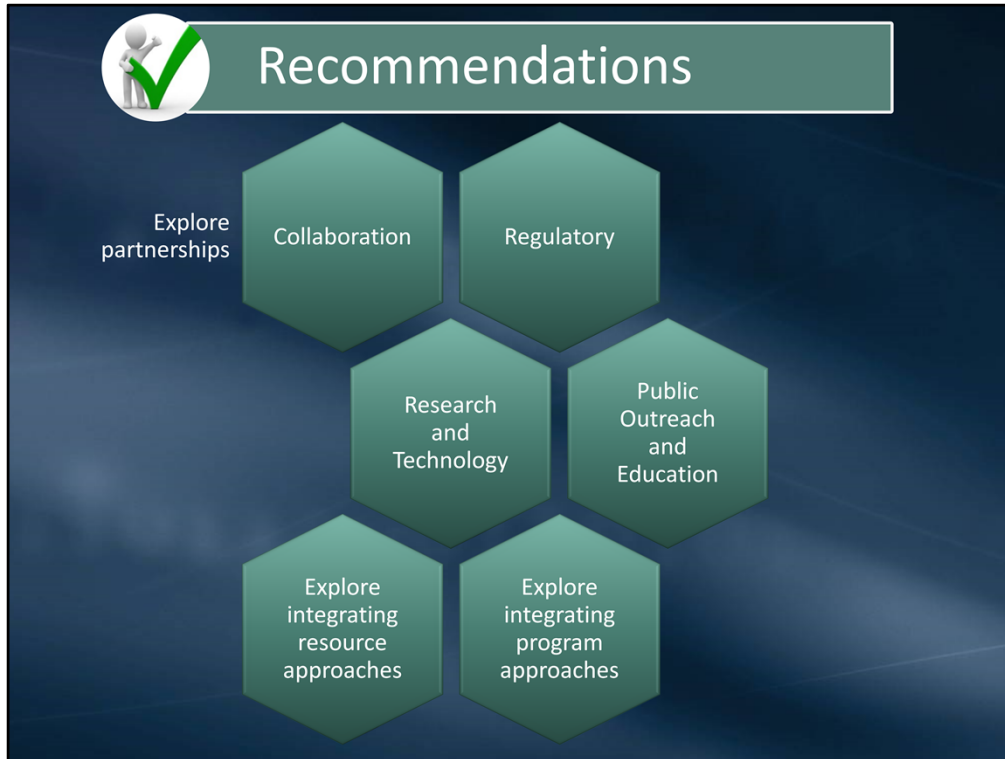 Recommendations
Explore
partnerships
Collaboration
Regulatory
Research
and
Technology
Public
Outreach
and
Education
Explore
integrating
resource
approaches
Explore
integrating
program
approaches